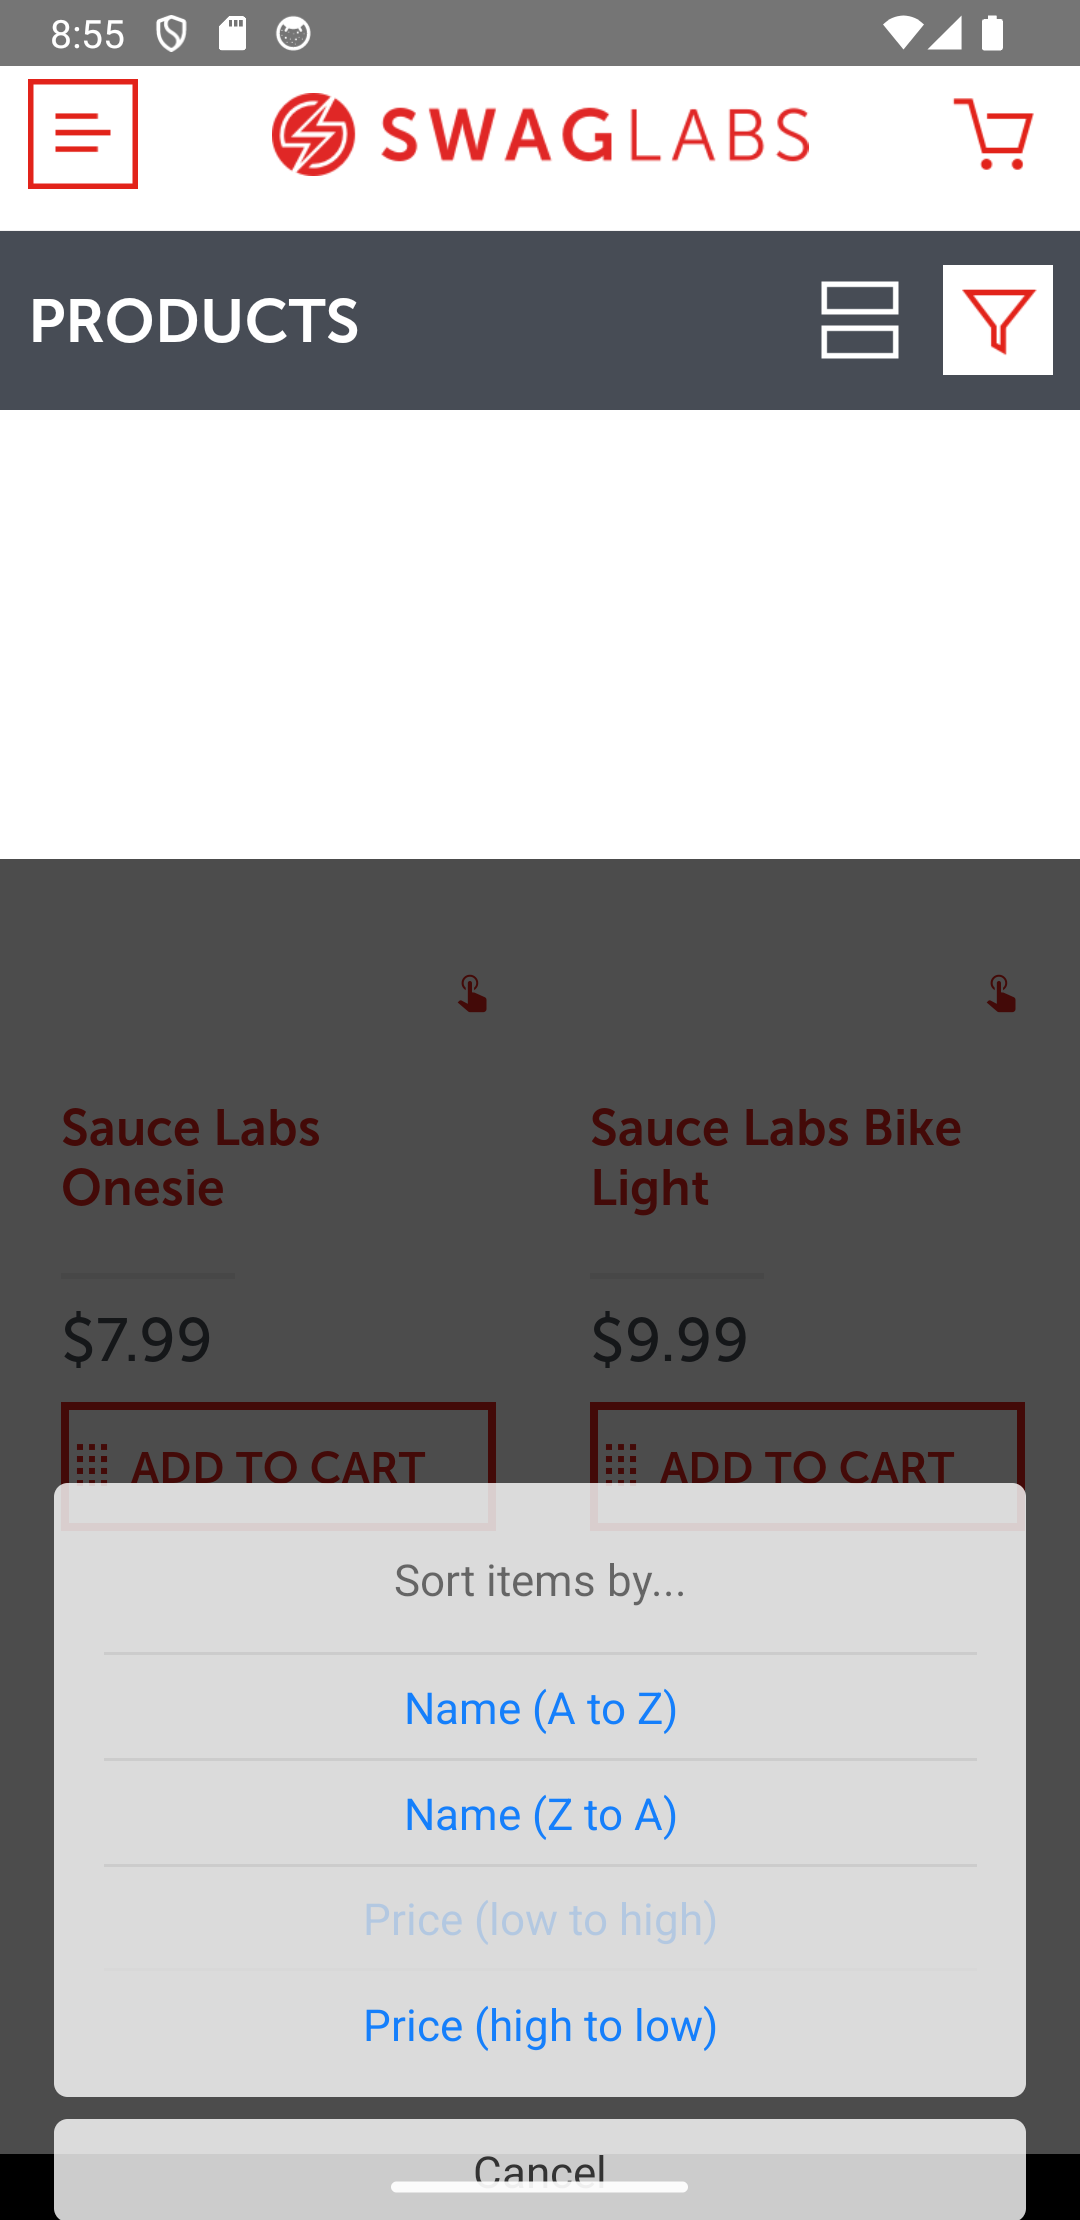 8:55
SWAGLABS
PRODUCTS
Sauce Labs
Onesie
Sauce Labs Bike
Light
$7.99
$9.99
ADD TO CART
ADD TO CART
Sort items by...
Name (A to Z)
Name (Z to A)
Price (low to high)
Price (high to low)
Cancel